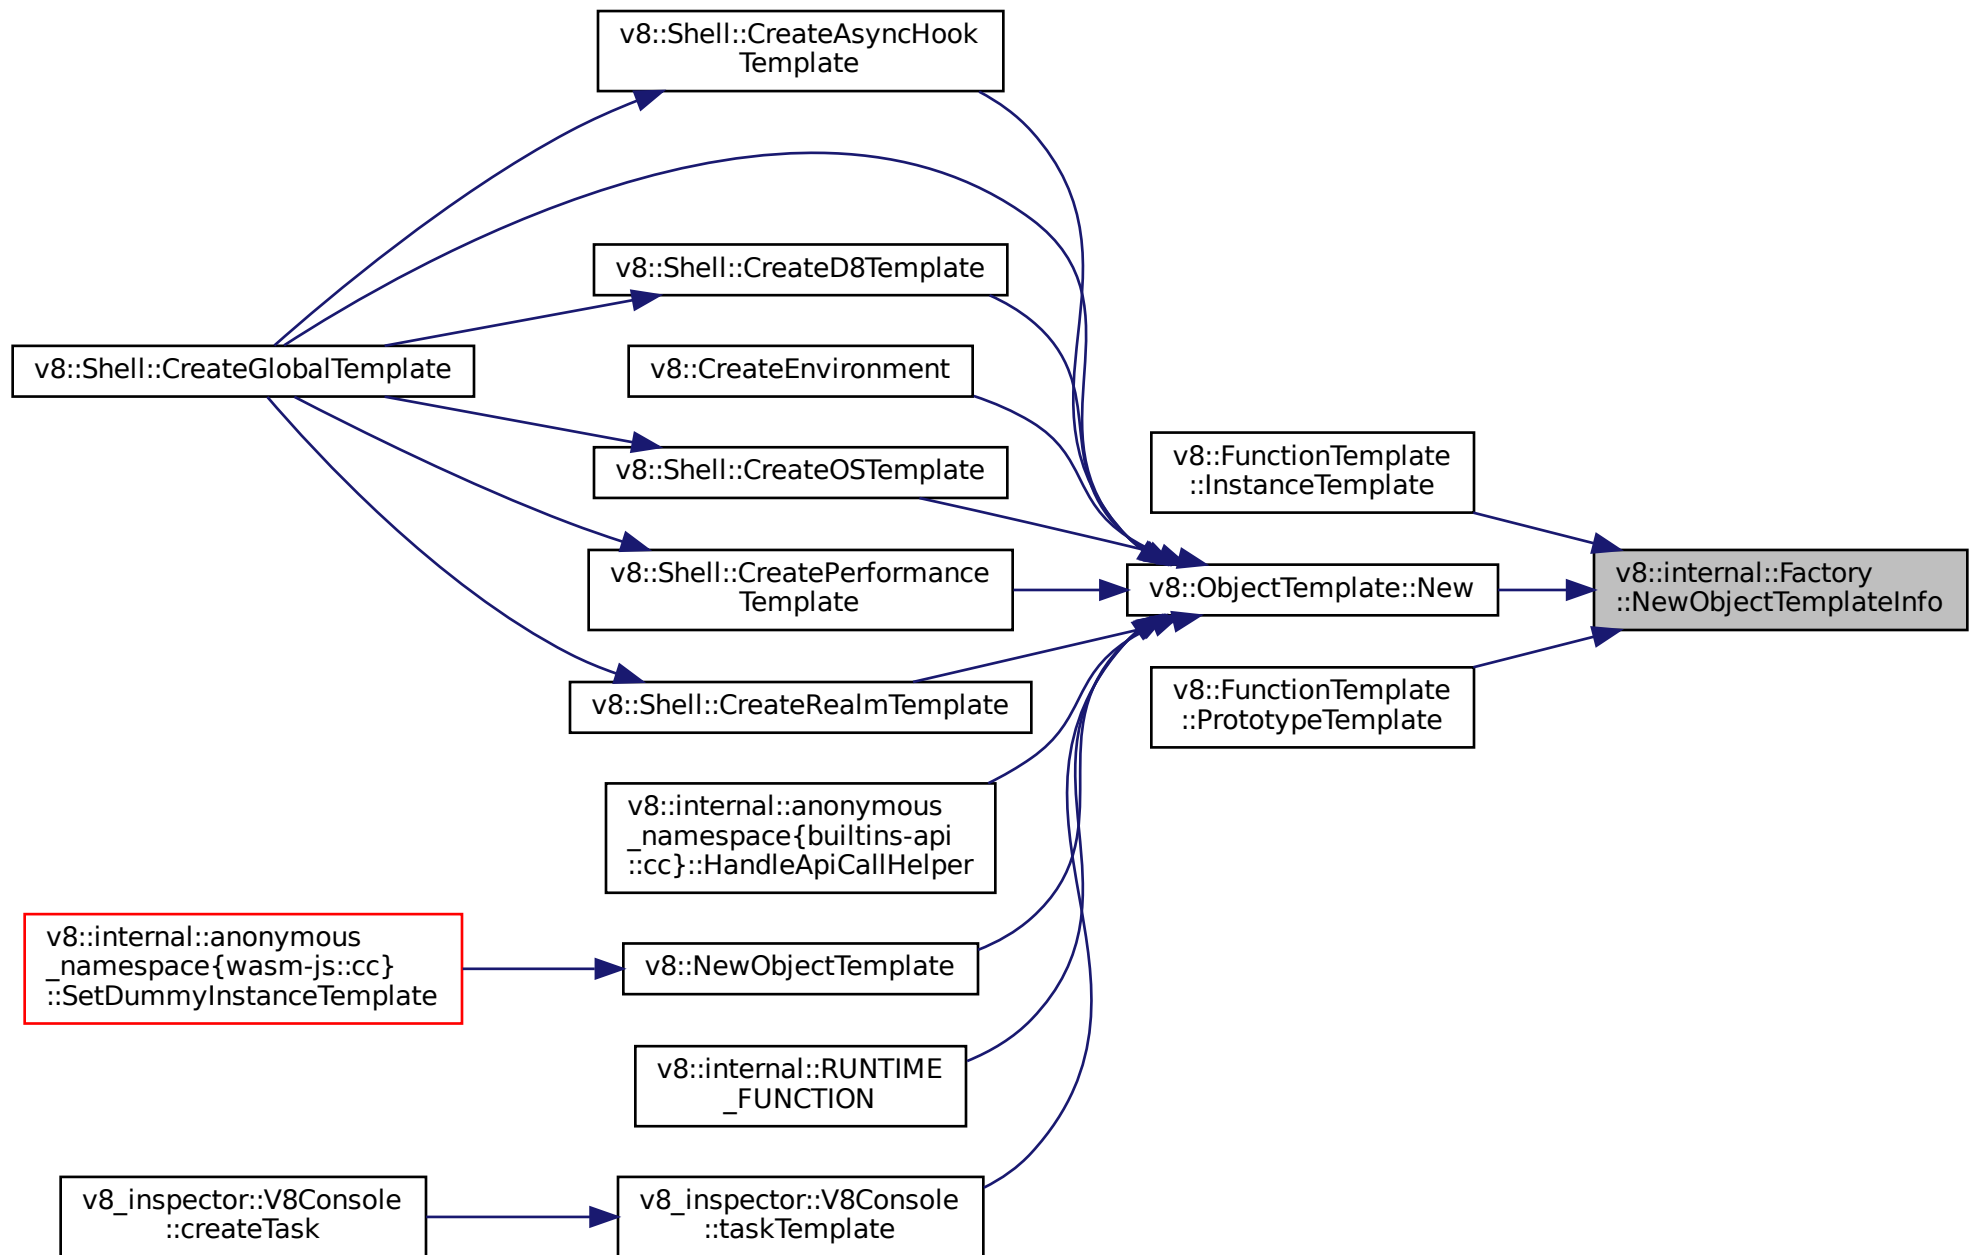 v8::Shell::CreateAsyncHook
Template
v8::Shell::CreateD8Template
v8::Shell::CreateGlobalTemplate
v8::CreateEnvironment
v8::Shell::CreateOSTemplate
v8::FunctionTemplate
::InstanceTemplate
v8::Shell::CreatePerformance
Template
v8::ObjectTemplate::New
v8::internal::Factory
::NewObjectTemplateInfo
v8::Shell::CreateRealmTemplate
v8::FunctionTemplate
::PrototypeTemplate
v8::internal::anonymous
_namespace{builtins-api
::cc}::HandleApiCallHelper
v8::internal::anonymous
_namespace{wasm-js::cc}
::SetDummyInstanceTemplate
v8::NewObjectTemplate
v8::internal::RUNTIME
_FUNCTION
v8_inspector::V8Console
::createTask
v8_inspector::V8Console
::taskTemplate